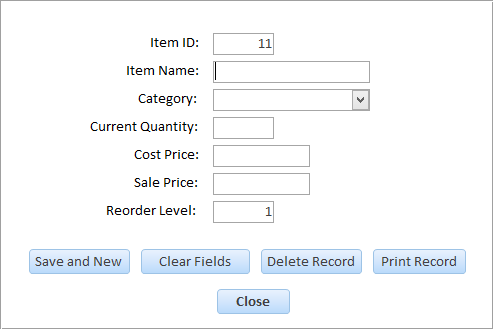 Item ID: 11
Item Name:
Category:
Current Quantity:
Cost Price:
Sale Price:
Reorder Level: 1
Save and New Clear Fields Delete Record Print Record
Close